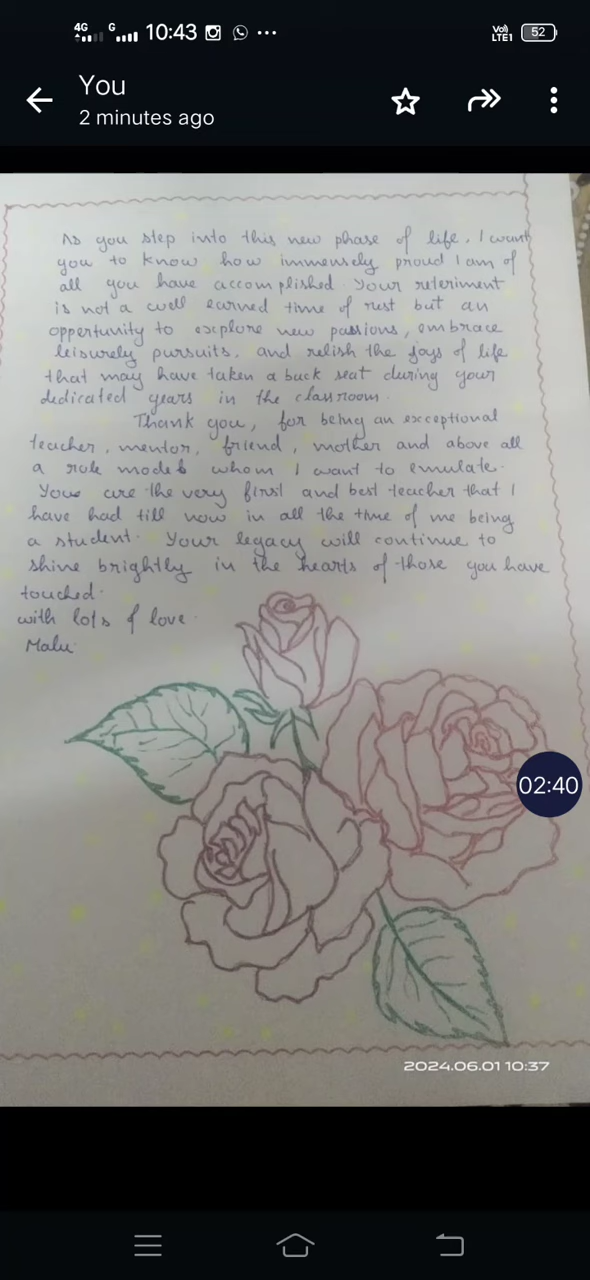 4G G 10:43 ... Vo) LTE1 52
You
2 minutes ago
As you step into this new phase of life, I want
you to know how immensely proud I am of
all you have accomplished your reteriment
is not a well earned time of rest but an
oppertunity to explore new passions, embrace
leisurely pursuits, and relish the joys of life
that may have taken a back seat during your
dedicated years in the classroom.
Thank you, for being an exceptional
teacher, mentor, friend, mother and above all
a role model whom I want to emulate.
You are the very first and best teacher that I
have had till now in all the time of me being
a student. Your legacy will continue to
shine brightly in the hearts of those you have
touched.
with lots of love.
Malu.
02:40
2024.06.01 10:37